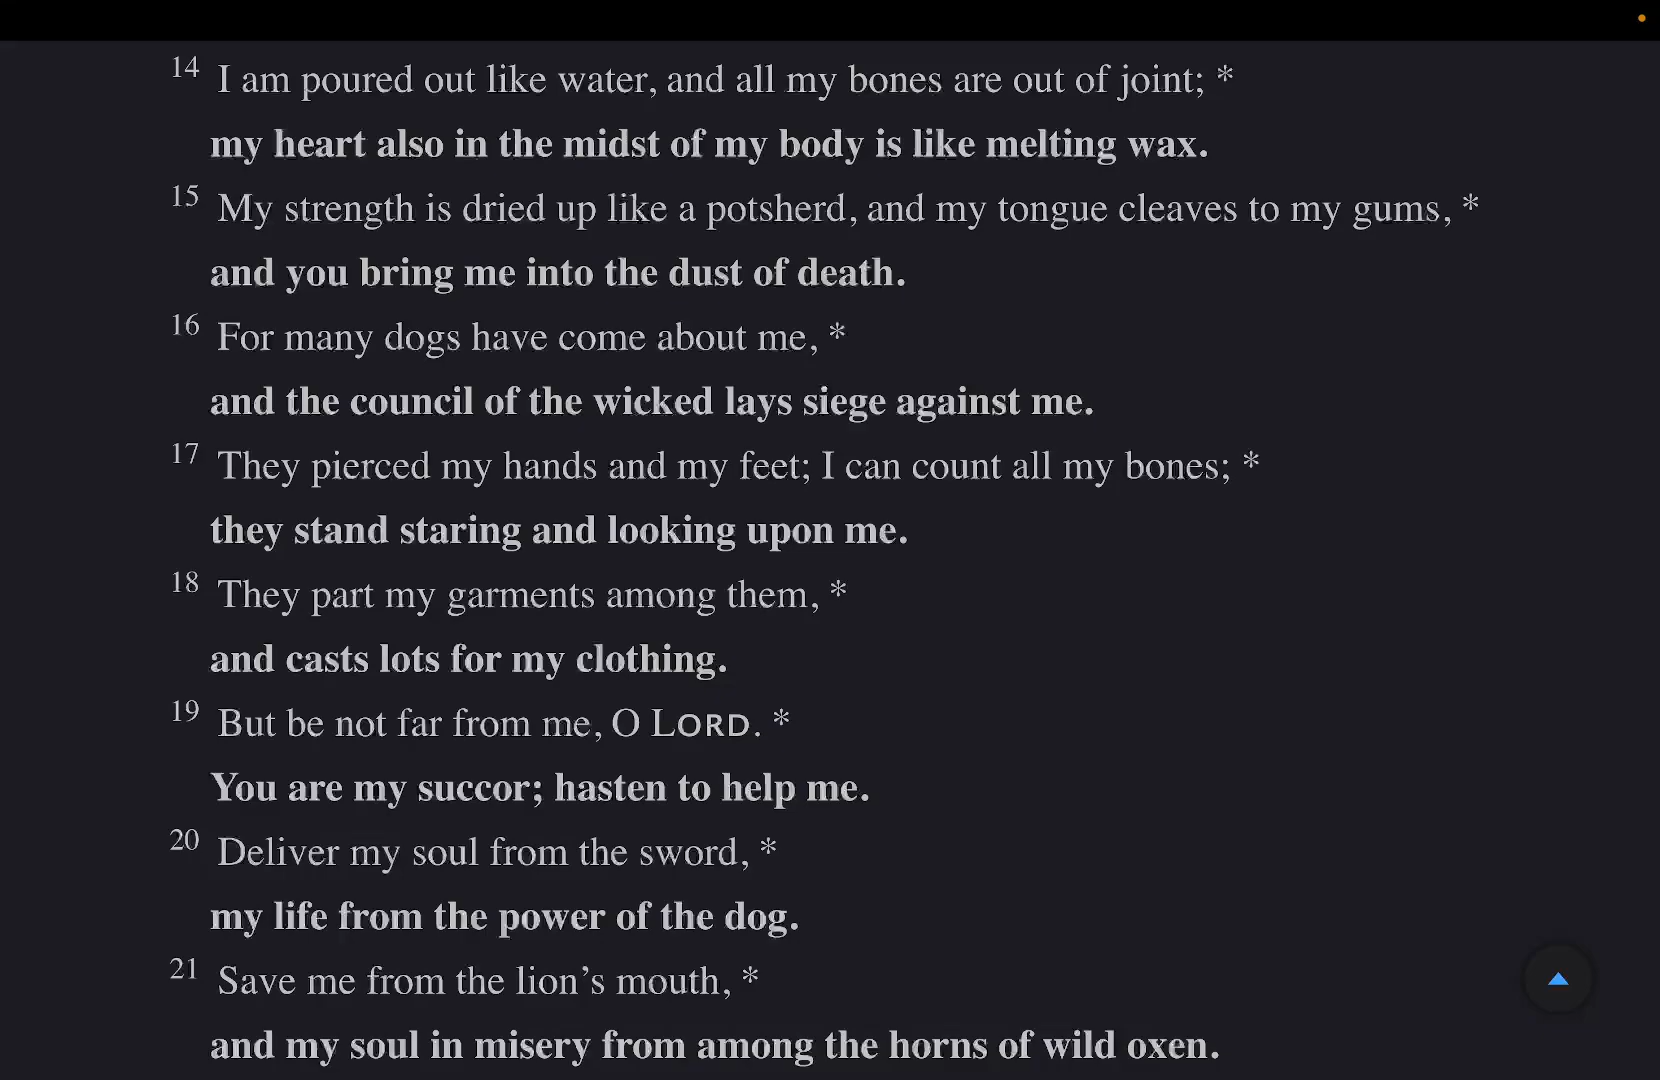 14 I am poured out like water, and all my bones are out of joint; *
my heart also in the midst of my body is like melting wax.
15 My strength is dried up like a potsherd, and my tongue cleaves to my gums, *
and you bring me into the dust of death.
16 For many dogs have come about me, *
and the council of the wicked lays siege against me.
17 They pierced my hands and my feet; I can count all my bones; *
they stand staring and looking upon me.
18 They part my garments among them, *
and casts lots for my clothing.
19 But be not far from me, O LORD. *
You are my succor; hasten to help me.
20 Deliver my soul from the sword, *
my life from the power of the dog.
21 Save me from the lion’s mouth, *
and my soul in misery from among the horns of wild oxen.